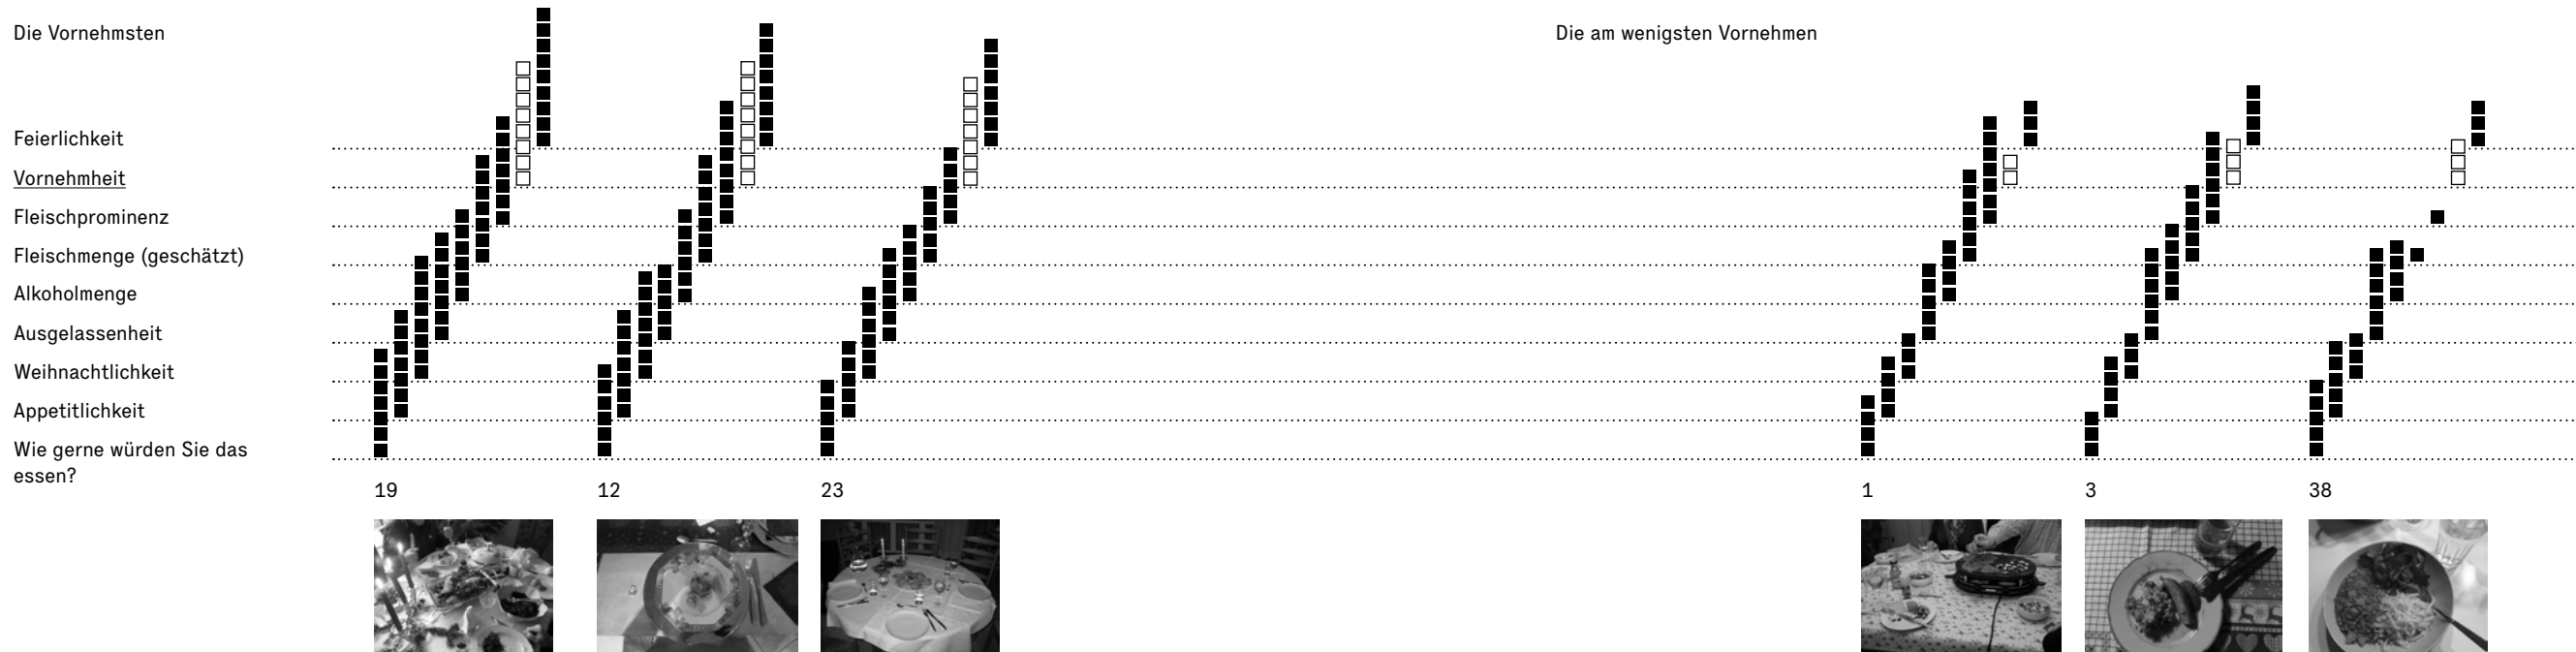 Die Vornehmsten
Die am wenigsten Vornehmen
Feierlichkeit
Vornehmheit
Fleischprominenz
Fleischmenge (geschätzt)
Alkoholmenge
Ausgelassenheit
Weihnachtlichkeit
Appetitlichkeit
Wie gerne würden Sie das
essen?
19
12
23
1
3
38